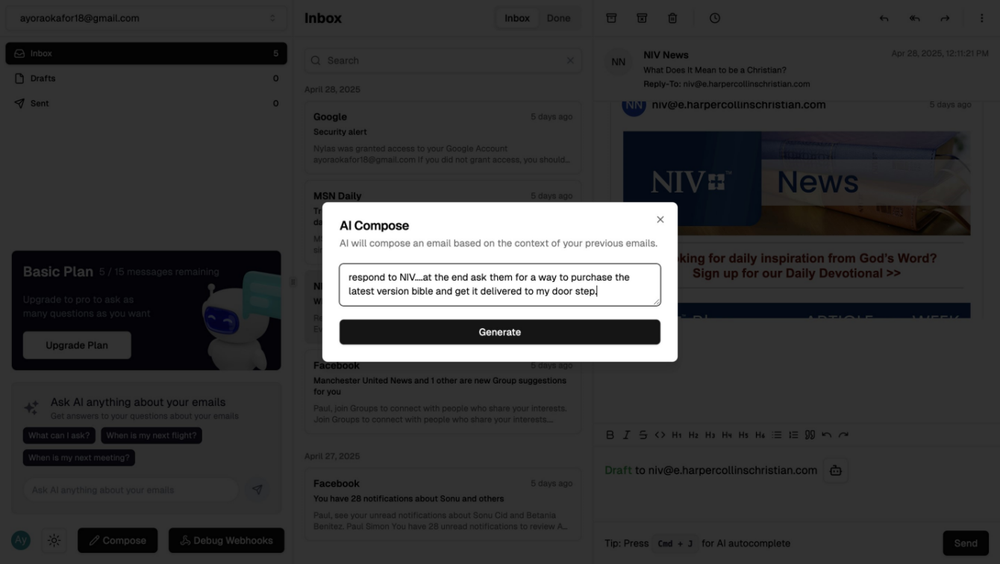 ayoraokafor18@gmail.com
Inbox 5
Drafts 0
Sent 0
Basic Plan 5 / 15 messages remaining
Upgrade to pro to ask as
many questions as you want
Upgrade Plan
Ask AI anything about your emails
Get answers to your questions about your emails
What can I ask?
When is my next flight?
When is my next meeting?
Ask AI anything about your emails
Ay
Compose
Debug Webhooks
Inbox
Inbox
Done
Search
April 28, 2025
Google 5 days ago
Security alert
Nylas was granted access to your Google Account
ayoraokafor18@gmail.com If you did not grant access, you should...
MSN Daily 5 days ago
Facebook 5 days ago
Manchester United News and 1 other are new Group suggestions
for you
Paul, join Groups to connect with people who share your interests.
Join Groups to connect with people who share your interests....
April 27, 2025
Facebook 5 days ago
You have 28 notifications about Sonu and others
Paul, see your unread notifications about Sonu Cid and Betania
Benitez. Paul Simon You have 28 unread notifications to review A...
AI Compose
AI will compose an email based on the context of your previous emails.
respond to NIV....at the end ask them for a way to purchase the
latest version bible and get it delivered to my door step.
Generate
NN
NIV News
Apr 28, 2025, 12:11:21 PM
What Does It Mean to be a Christian?
Reply-To: niv@e.harpercollinschristian.com
NN
niv@e.harpercollinschristian.com 5 days ago
NIV™ News
king for daily inspiration from God's Word?
Sign up for our Daily Devotional >>
ARTICLE WEEK
B I S <> H1 H2 H3 H4 H5 H6
Draft to niv@e.harpercollinschristian.com
Tip: Press Cmd + J for AI autocomplete
Send